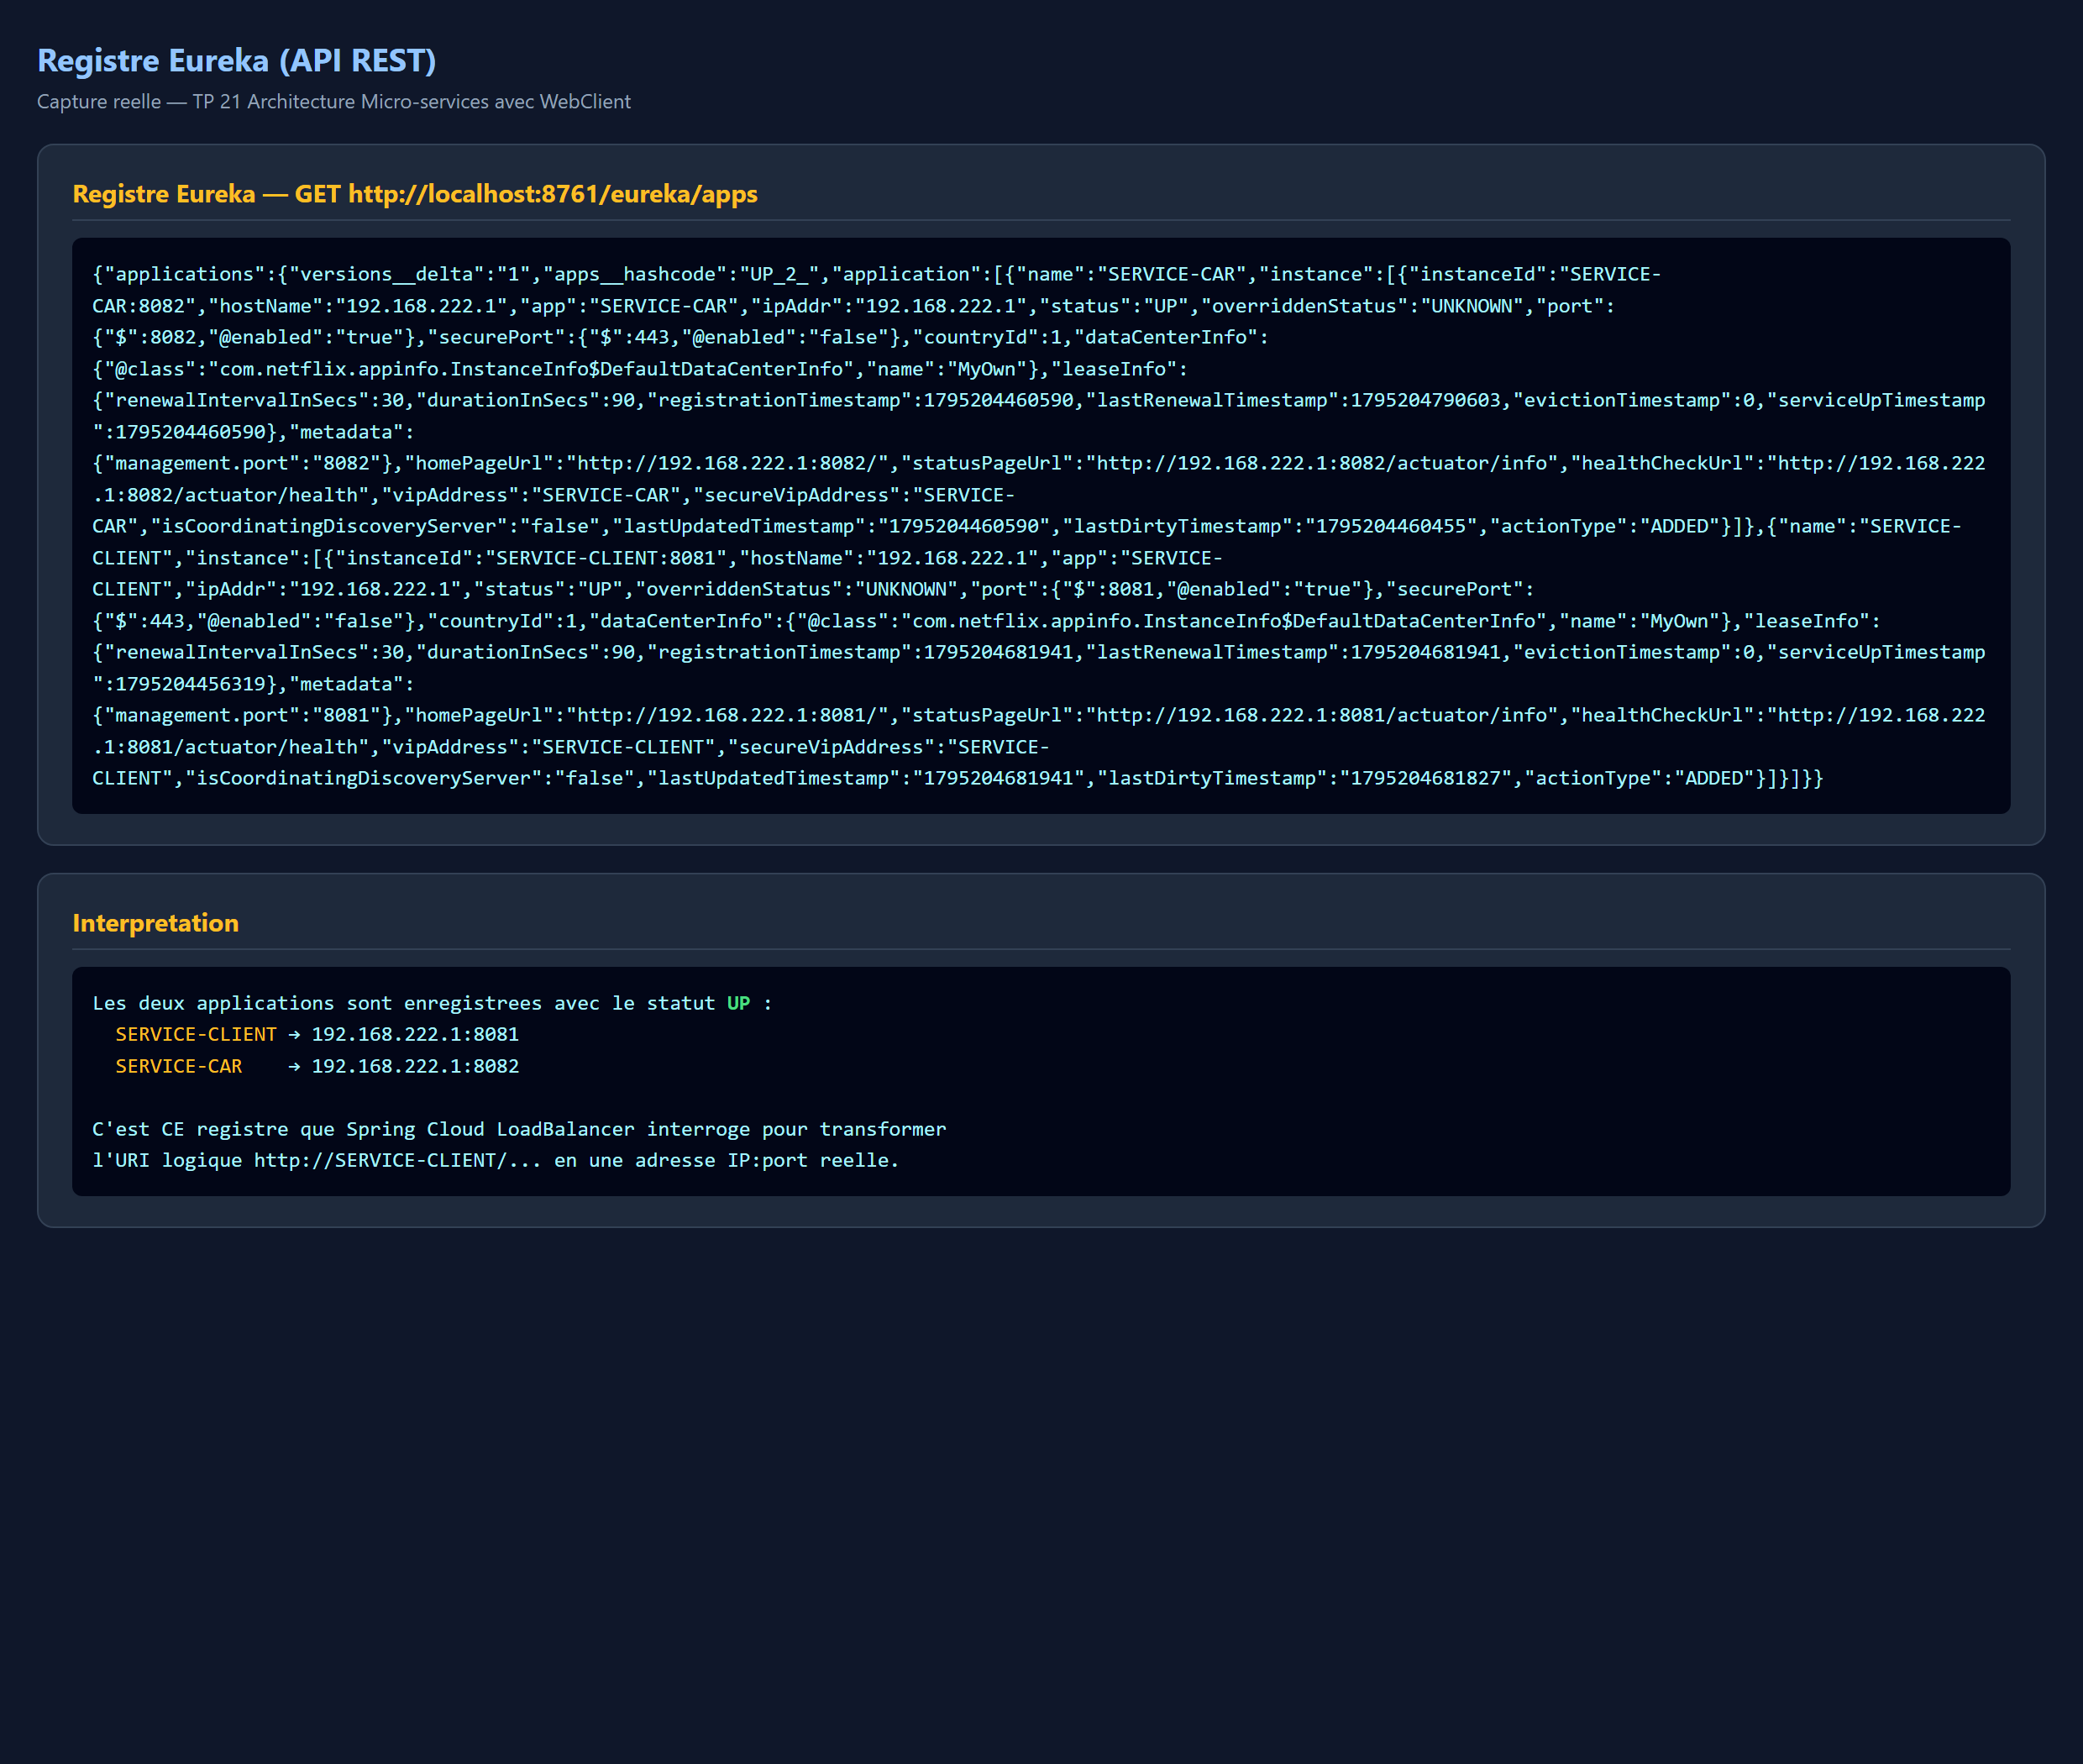 Registre Eureka (API REST)
Capture reelle — TP 21 Architecture Micro-services avec WebClient
Registre Eureka — GET http://localhost:8761/eureka/apps
{"applications":{"versions__delta":"1","apps__hashcode":"UP_2_","application":[{"name":"SERVICE-CAR","instance":[{"instanceId":"SERVICE-
CAR:8082","hostName":"192.168.222.1","app":"SERVICE-CAR","ipAddr":"192.168.222.1","status":"UP","overriddenStatus":"UNKNOWN","port":
{"$":8082,"@enabled":"true"},"securePort":{"$":443,"@enabled":"false"},"countryId":1,"dataCenterInfo":
{"@class":"com.netflix.appinfo.InstanceInfo$DefaultDataCenterInfo","name":"MyOwn"},"leaseInfo":
{"renewalIntervalInSecs":30,"durationInSecs":90,"registrationTimestamp":1795204460590,"lastRenewalTimestamp":1795204790603,"evictionTimestamp":0,"serviceUpTimestamp
":1795204460590},"metadata":
{"management.port":"8082"},"homePageUrl":"http://192.168.222.1:8082/","statusPageUrl":"http://192.168.222.1:8082/actuator/info","healthCheckUrl":"http://192.168.222
.1:8082/actuator/health","vipAddress":"SERVICE-CAR","secureVipAddress":"SERVICE-
CAR","isCoordinatingDiscoveryServer":"false","lastUpdatedTimestamp":"1795204460590","lastDirtyTimestamp":"1795204460455","actionType":"ADDED"}]},{"name":"SERVICE-
CLIENT","instance":[{"instanceId":"SERVICE-CLIENT:8081","hostName":"192.168.222.1","app":"SERVICE-
CLIENT","ipAddr":"192.168.222.1","status":"UP","overriddenStatus":"UNKNOWN","port":{"$":8081,"@enabled":"true"},"securePort":
{"$":443,"@enabled":"false"},"countryId":1,"dataCenterInfo":{"@class":"com.netflix.appinfo.InstanceInfo$DefaultDataCenterInfo","name":"MyOwn"},"leaseInfo":
{"renewalIntervalInSecs":30,"durationInSecs":90,"registrationTimestamp":1795204681941,"lastRenewalTimestamp":1795204681941,"evictionTimestamp":0,"serviceUpTimestamp
":1795204456319},"metadata":
{"management.port":"8081"},"homePageUrl":"http://192.168.222.1:8081/","statusPageUrl":"http://192.168.222.1:8081/actuator/info","healthCheckUrl":"http://192.168.222
.1:8081/actuator/health","vipAddress":"SERVICE-CLIENT","secureVipAddress":"SERVICE-
CLIENT","isCoordinatingDiscoveryServer":"false","lastUpdatedTimestamp":"1795204681941","lastDirtyTimestamp":"1795204681827","actionType":"ADDED"}]}]}}
Interpretation
Les deux applications sont enregistrees avec le statut UP :
SERVICE-CLIENT → 192.168.222.1:8081
SERVICE-CAR → 192.168.222.1:8082
C'est CE registre que Spring Cloud LoadBalancer interroge pour transformer
l'URI logique http://SERVICE-CLIENT/... en une adresse IP:port reelle.